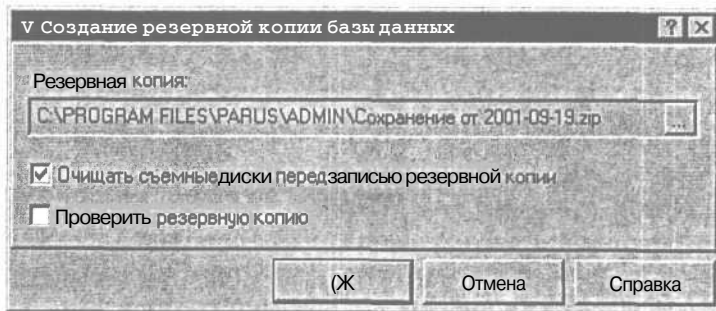 V Создание резервной копии базы данных
? ×
Резервная копия:
C:\PROGRAM FILES\PARUS\ADMIN\Сохранение от 2001-09-19.zip ...
Очищать съемные диски перед записью резервной копии
Проверить резервную копию
(Ж Отмена Справка